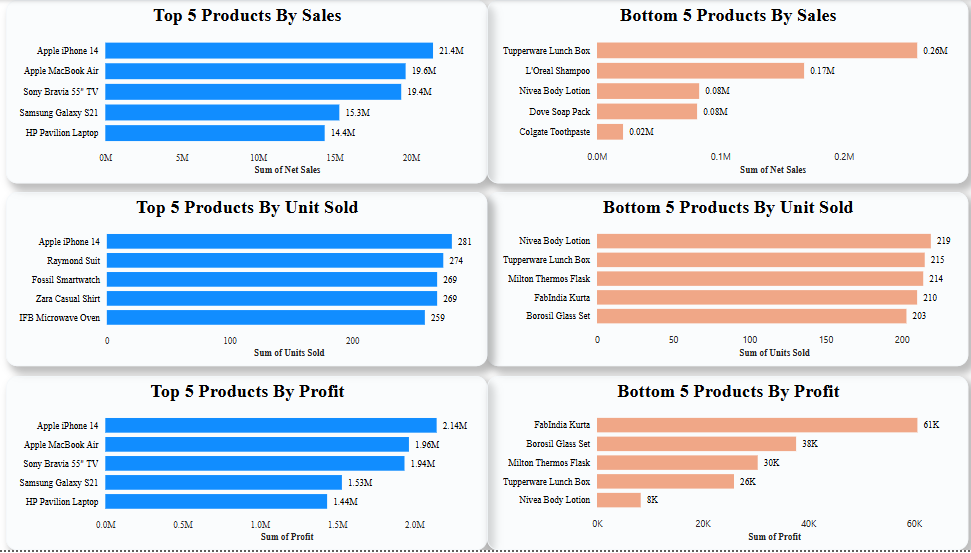 Top 5 Products By Sales
Apple iPhone 14 21.4M
Apple MacBook Air 19.6M
Sony Bravia 55" TV 19.4M
Samsung Galaxy S21 15.3M
HP Pavilion Laptop 14.4M
0M 5M 10M 15M 20M
Sum of Net Sales
Bottom 5 Products By Sales
Tupperware Lunch Box 0.26M
L'Oreal Shampoo 0.17M
Nivea Body Lotion 0.08M
Dove Soap Pack 0.08M
Colgate Toothpaste 0.02M
0.0M 0.1M 0.2M
Sum of Net Sales
Top 5 Products By Unit Sold
Apple iPhone 14 281
Raymond Suit 274
Fossil Smartwatch 269
Zara Casual Shirt 269
IFB Microwave Oven 259
0 100 200
Sum of Units Sold
Bottom 5 Products By Unit Sold
Nivea Body Lotion 219
Tupperware Lunch Box 215
Milton Thermos Flask 214
FabIndia Kurta 210
Borosil Glass Set 203
0 50 100 150 200
Sum of Units Sold
Top 5 Products By Profit
Apple iPhone 14 2.14M
Apple MacBook Air 1.96M
Sony Bravia 55" TV 1.94M
Samsung Galaxy S21 1.53M
HP Pavilion Laptop 1.44M
0.0M 0.5M 1.0M 1.5M 2.0M
Sum of Profit
Bottom 5 Products By Profit
FabIndia Kurta 61K
Borosil Glass Set 38K
Milton Thermos Flask 30K
Tupperware Lunch Box 26K
Nivea Body Lotion 8K
0K 20K 40K 60K
Sum of Profit